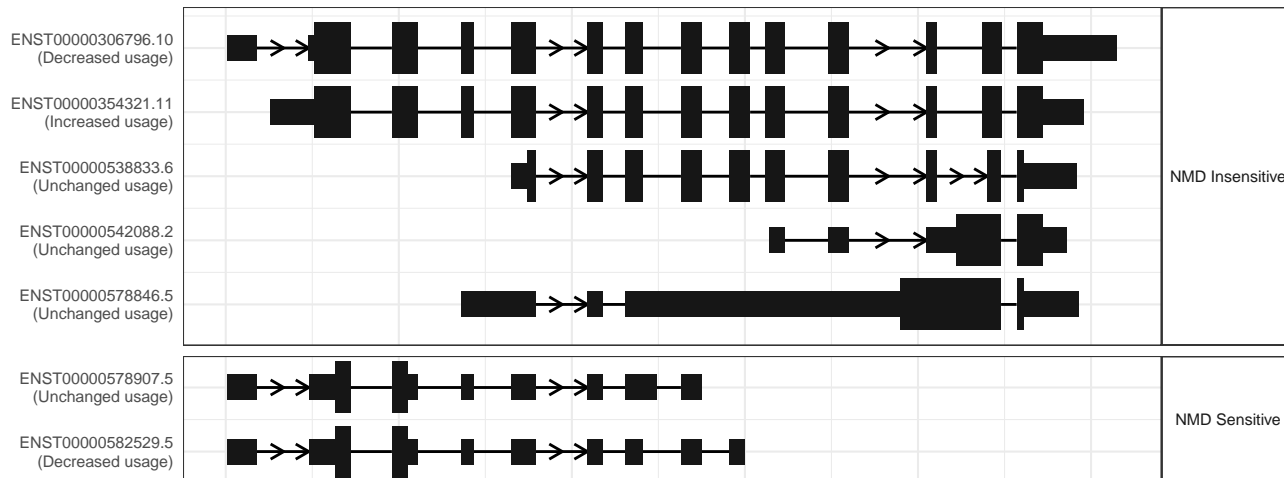 ENST00000306796.10
(Decreased usage)
ENST00000354321.11
(Increased usage)
ENST00000538833.6
(Unchanged usage)
NMD Insensitive
ENST00000542088.2
(Unchanged usage)
ENST00000578846.5
(Unchanged usage)
ENST00000578907.5
(Unchanged usage)
NMD Sensitive
ENST00000582529.5
(Decreased usage)